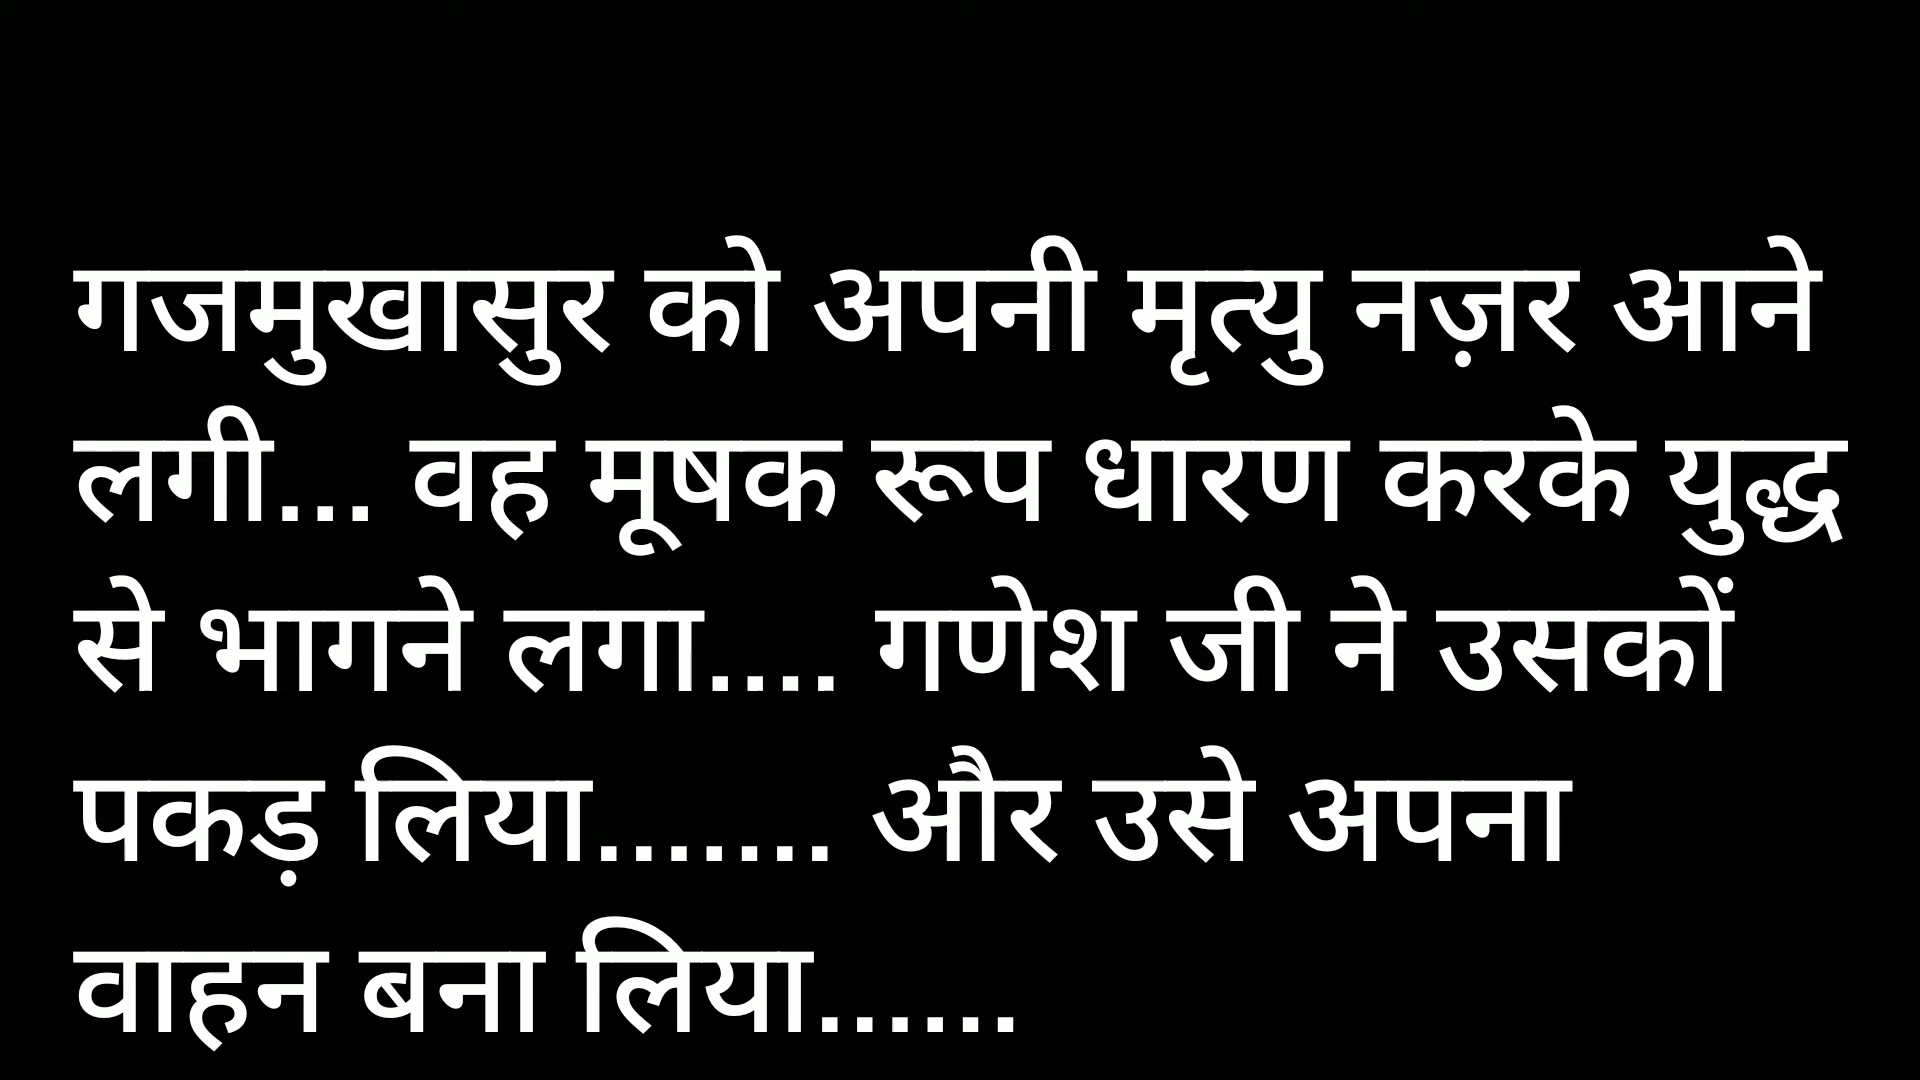 गजमुखासुर को अपनी मृत्यु नज़र आने
लगी... वह मूषक रूप धारण करके युद्ध
से भागने लगा.... गणेश जी ने उसकों
पकड़ लिया....... और उसे अपना
वाहन बना लिया......